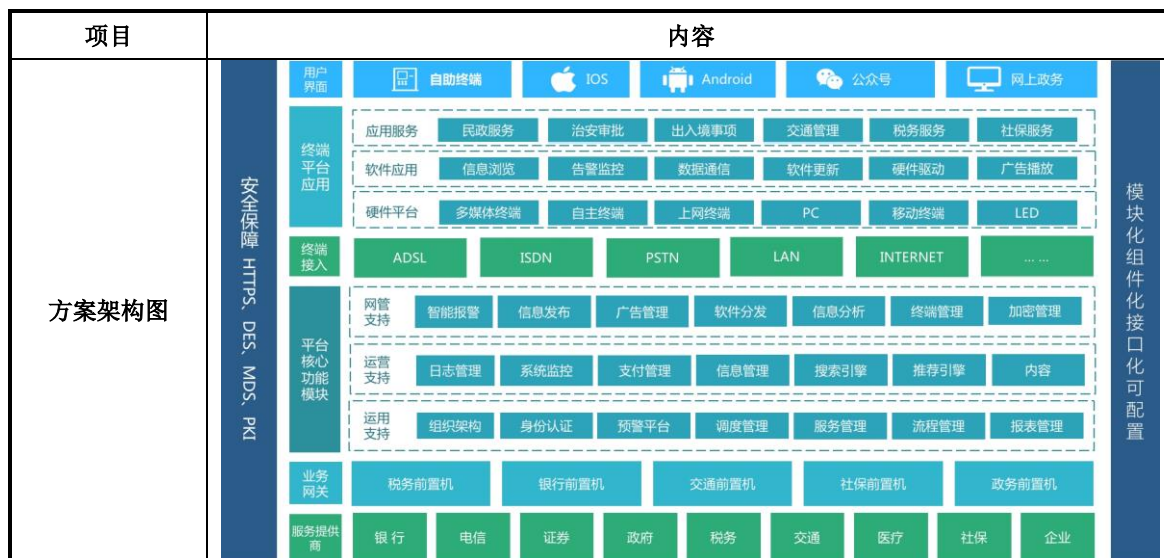 项目
内容
方案架构图
安全保障 HTTPS、DES、MDS、PKI
用户
界面
自助终端
IOS
Android
公众号
网上政务
终端
平台
应用
应用服务
民政服务
治安审批
出入境事项
交通管理
税务服务
社保服务
软件应用
信息浏览
告警监控
数据通信
软件更新
硬件驱动
广告播放
硬件平台
多媒体终端
自主终端
上网终端
PC
移动终端
LED
终端
接入
ADSL
ISDN
PSTN
LAN
INTERNET
... ...
平台
核心
功能
模块
网管
支持
智能报警
信息发布
广告管理
软件分发
信息分析
终端管理
加密管理
运营
支持
日志管理
系统监控
支付管理
信息管理
搜索引擎
推荐引擎
内容
运用
支持
组织架构
身份认证
预警平台
调度管理
服务管理
流程管理
报表管理
业务
网关
税务前置机
银行前置机
交通前置机
社保前置机
政务前置机
服务提供
商
银行
电信
证券
政府
税务
交通
医疗
社保
企业
模块化组件化接口化可配置